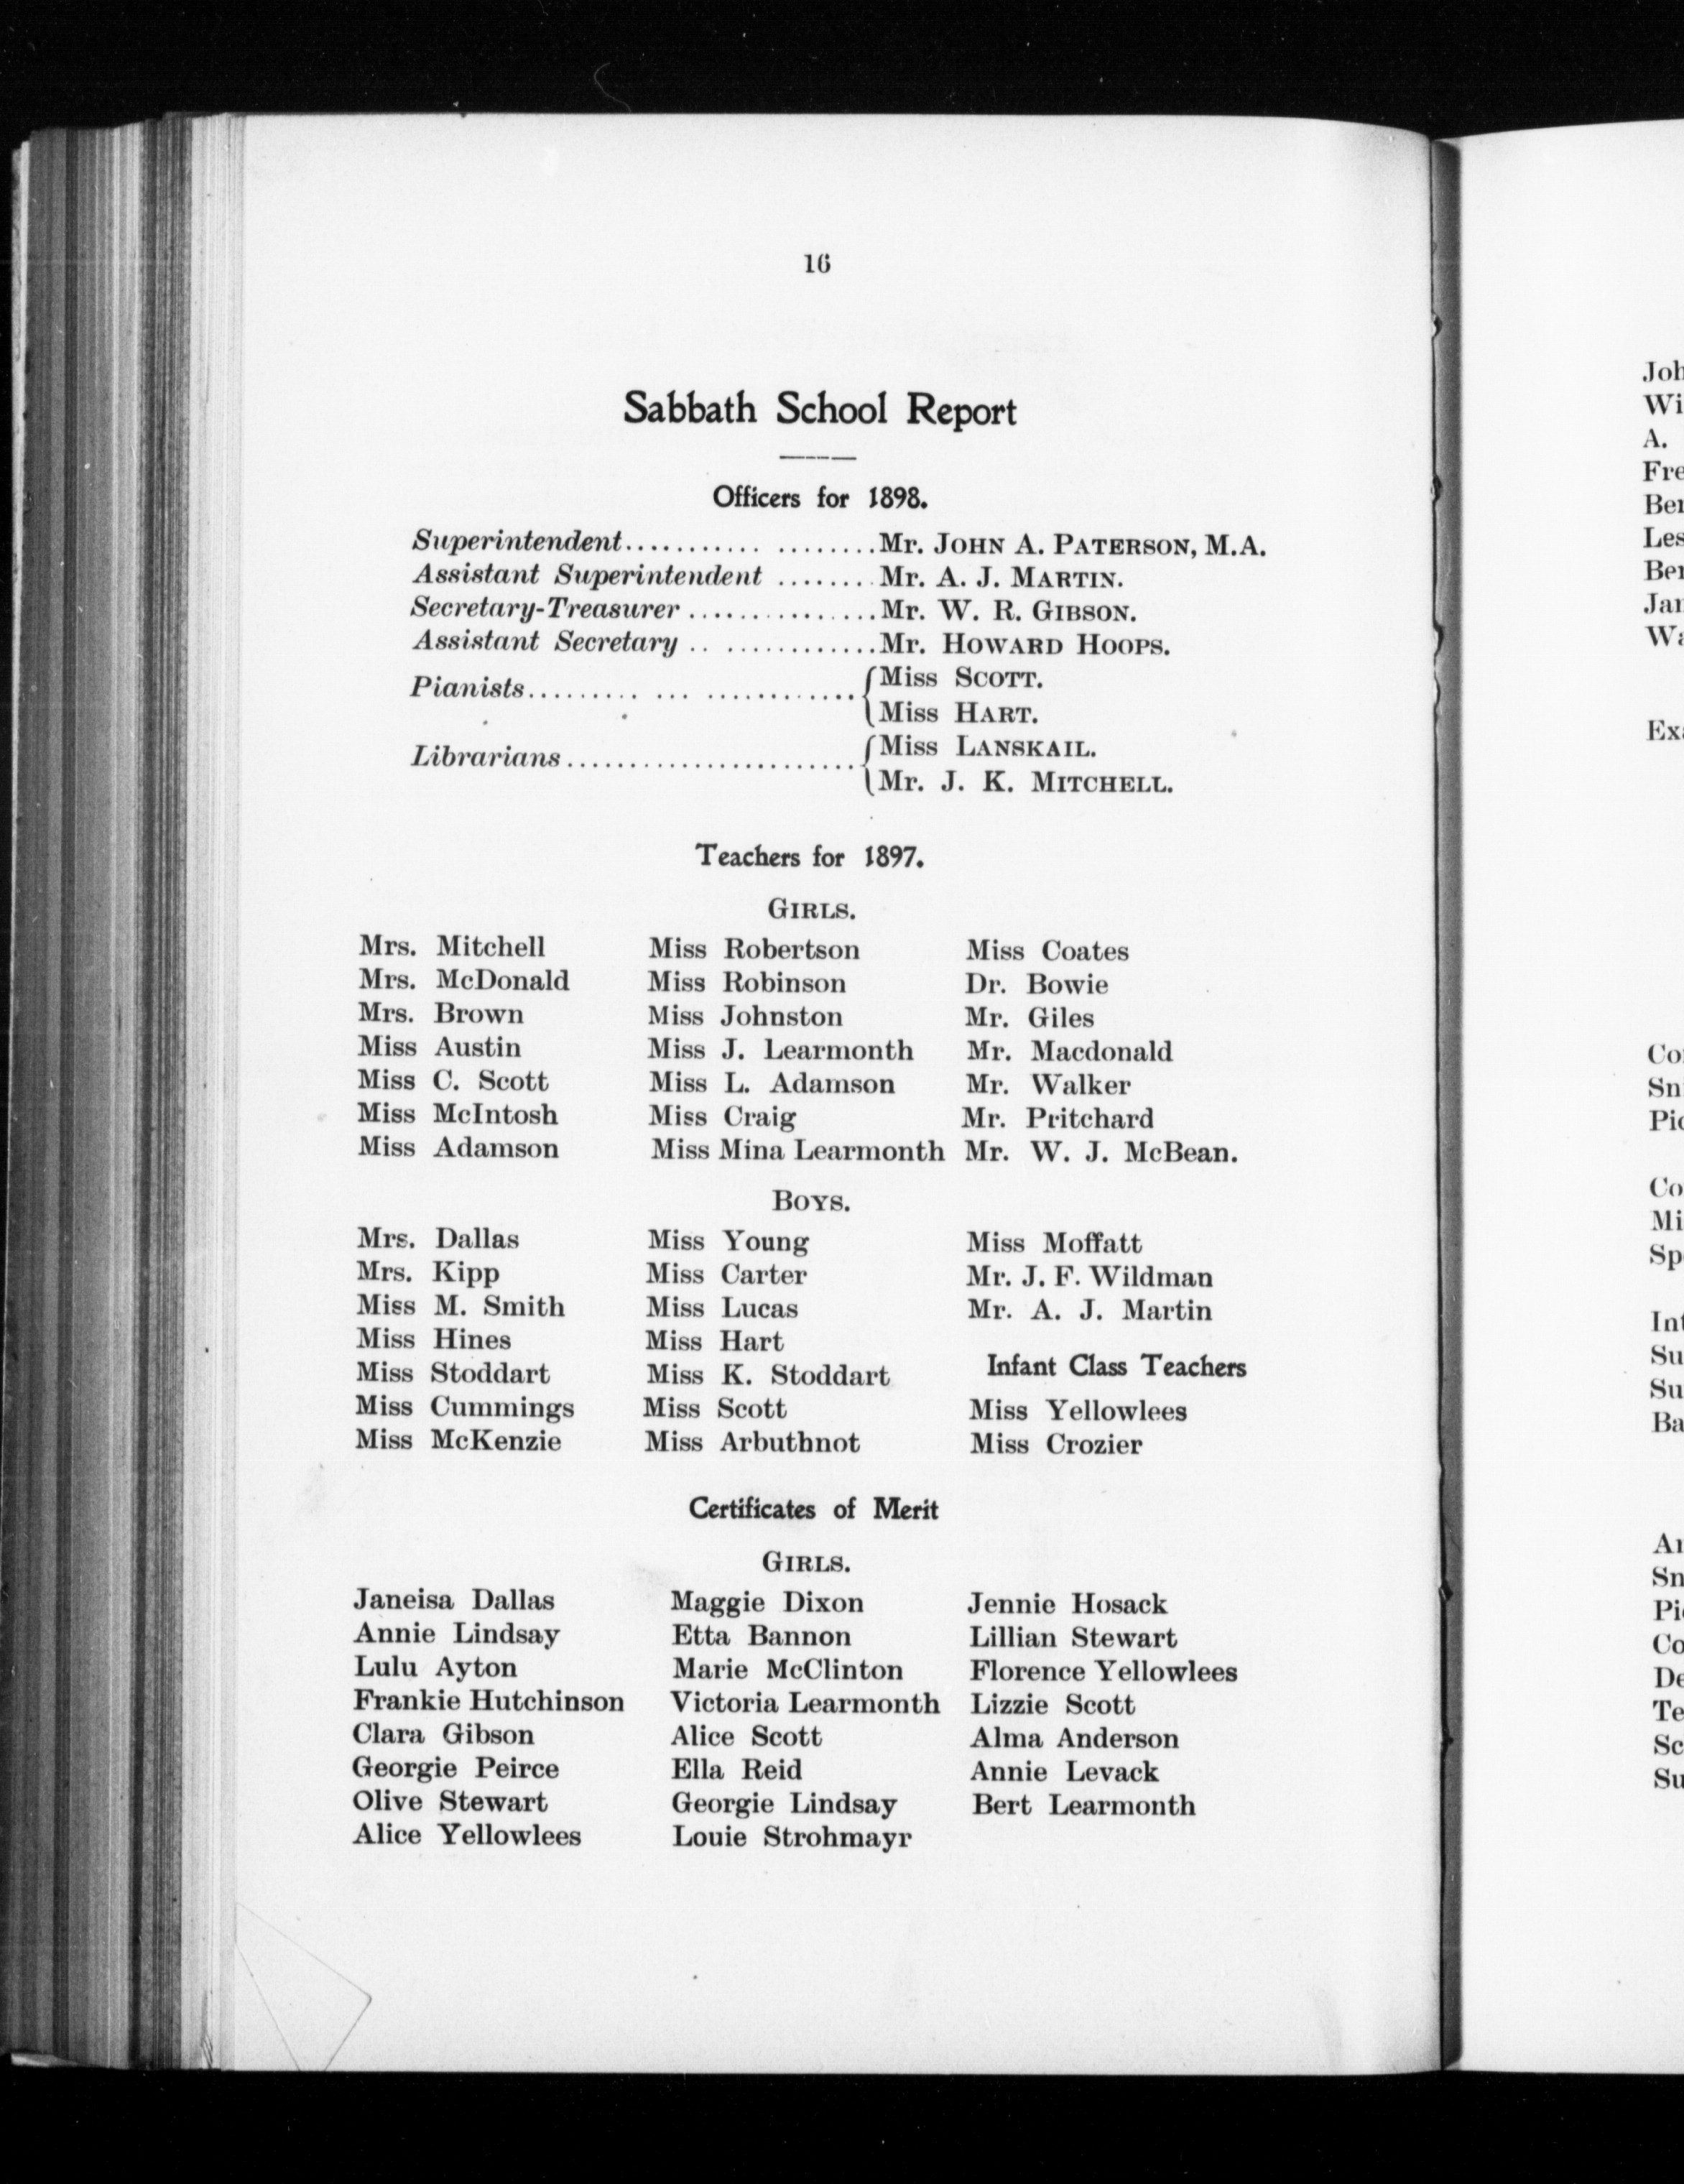 16
Sabbath School Report
Officers for 1898.
Superintendent........... ........Mr. JOHN A. PATERSON, M.A.
Assistant Superintendent ........Mr. A. J. MARTIN.
Secretary-Treasurer ...............Mr. W. R. GIBSON.
Assistant Secretary .. ............Mr. HOWARD HOOPS.
Pianists......... ... ............{Miss SCOTT.
Miss HART.
Librarians.......................{Miss LANSKAIL.
Mr. J. K. MITCHELL.
Teachers for 1897.
GIRLS.
Mrs. Mitchell Miss Robertson Miss Coates
Mrs. McDonald Miss Robinson Dr. Bowie
Mrs. Brown Miss Johnston Mr. Giles
Miss Austin Miss J. Learmonth Mr. Macdonald
Miss C. Scott Miss L. Adamson Mr. Walker
Miss McIntosh Miss Craig Mr. Pritchard
Miss Adamson Miss Mina Learmonth Mr. W. J. McBean.
BOYS.
Mrs. Dallas Miss Young Miss Moffatt
Mrs. Kipp Miss Carter Mr. J. F. Wildman
Miss M. Smith Miss Lucas Mr. A. J. Martin
Miss Hines Miss Hart
Infant Class Teachers
Miss Stoddart Miss K. Stoddart
Miss Cummings Miss Scott Miss Yellowlees
Miss McKenzie Miss Arbuthnot Miss Crozier
Certificates of Merit
GIRLS.
Janeisa Dallas Maggie Dixon Jennie Hosack
Annie Lindsay Etta Bannon Lillian Stewart
Lulu Ayton Marie McClinton Florence Yellowlees
Frankie Hutchinson Victoria Learmonth Lizzie Scott
Clara Gibson Alice Scott Alma Anderson
Georgie Peirce Ella Reid Annie Levack
Olive Stewart Georgie Lindsay Bert Learmonth
Alice Yellowlees Louie Strohmayr